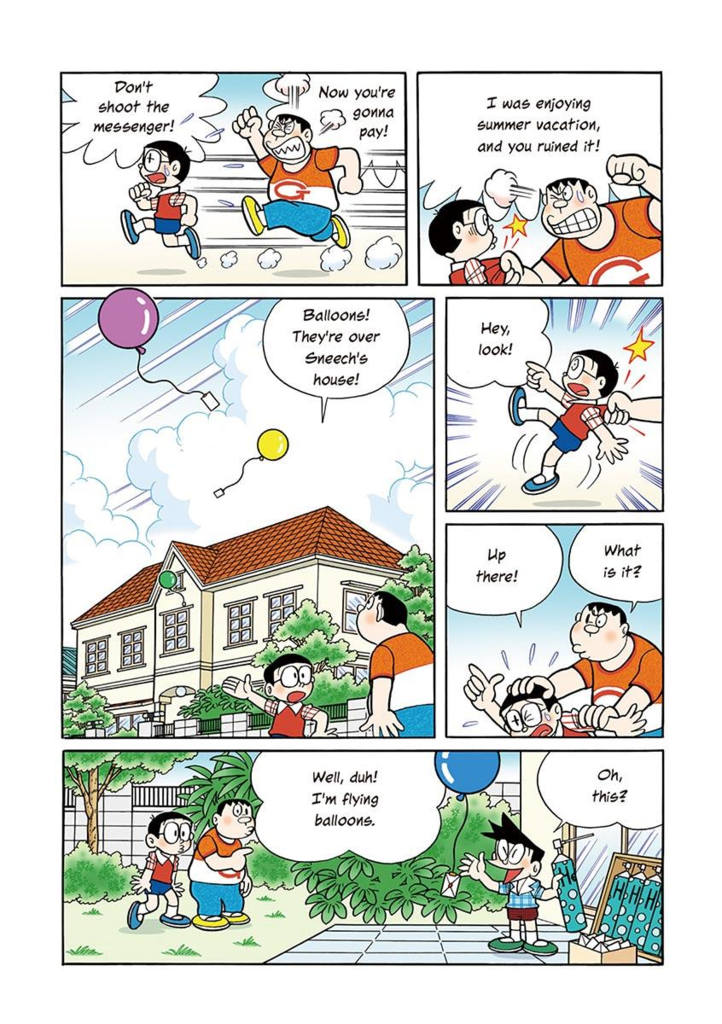 I was enjoying
summer vacation,
and you ruined it!
G
Now you're
gonna
pay!
Don't
shoot the
messenger!
G
Hey,
look!
What
is it?
Up
there!
Balloons!
They're over
Sneech's
house!
Oh,
this?
Well, duh!
I'm flying
balloons.
H
H H H